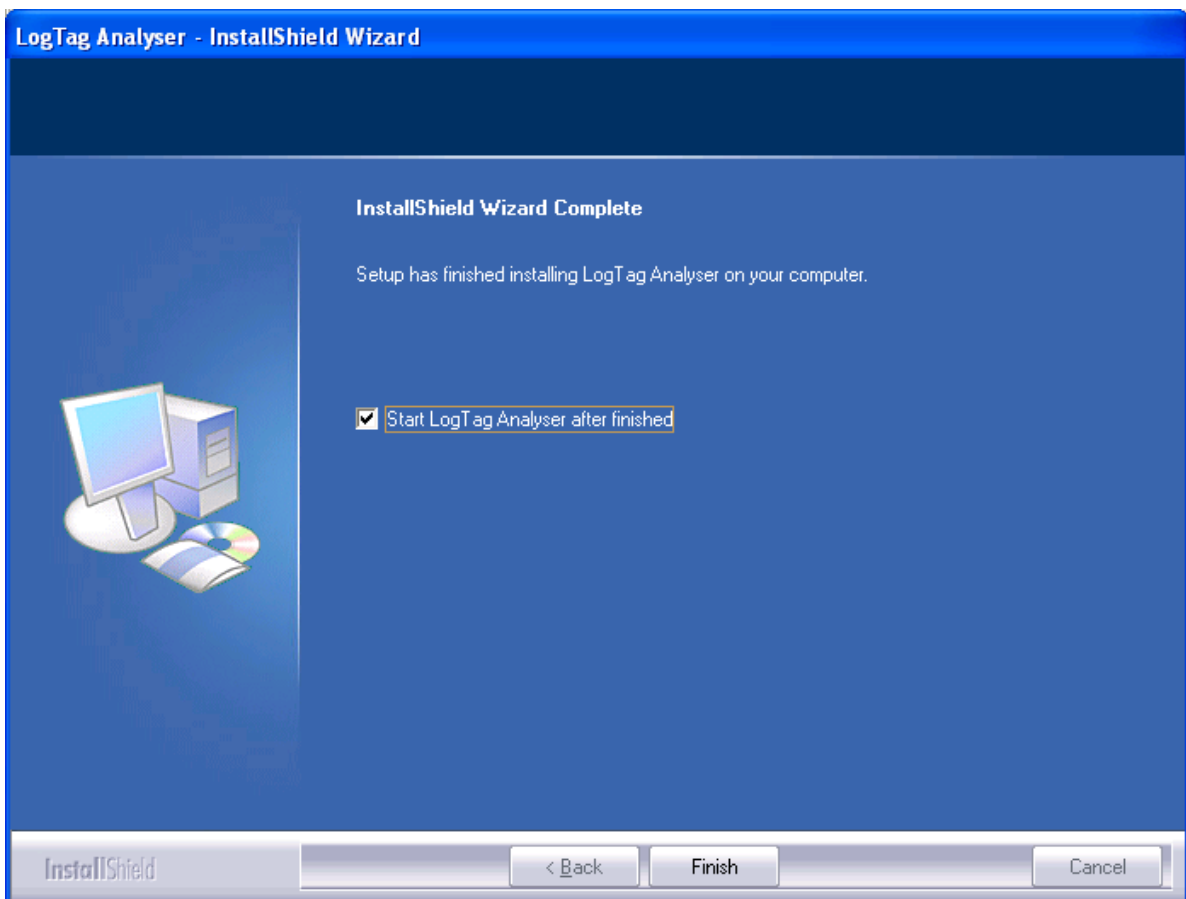 LogTag Analyser - InstallShield Wizard
InstallShield Wizard Complete
Setup has finished installing LogTag Analyser on your computer.
Start LogTag Analyser after finished
InstallShield
< Back
Finish
Cancel